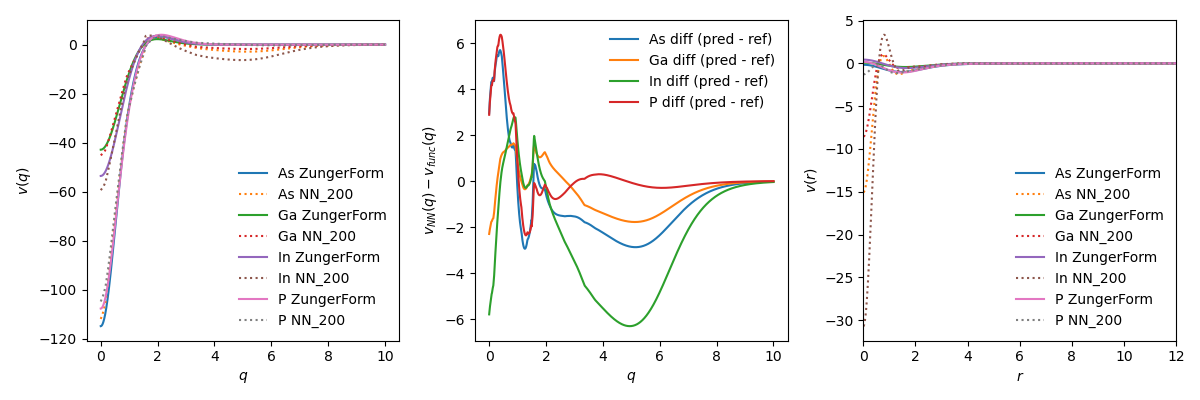 0
−20
−40
−60
−80
−100
−120
0 2 4 6 8 10
v(q)
q
As ZungerForm
As NN_200
Ga ZungerForm
Ga NN_200
In ZungerForm
In NN_200
P ZungerForm
P NN_200
6
4
2
0
−2
−4
−6
0 2 4 6 8 10
v_NN(q) − v_func(q)
q
As diff (pred - ref)
Ga diff (pred - ref)
In diff (pred - ref)
P diff (pred - ref)
5
0
−5
−10
−15
−20
−25
−30
0 2 4 6 8 10 12
v(r)
r
As ZungerForm
As NN_200
Ga ZungerForm
Ga NN_200
In ZungerForm
In NN_200
P ZungerForm
P NN_200